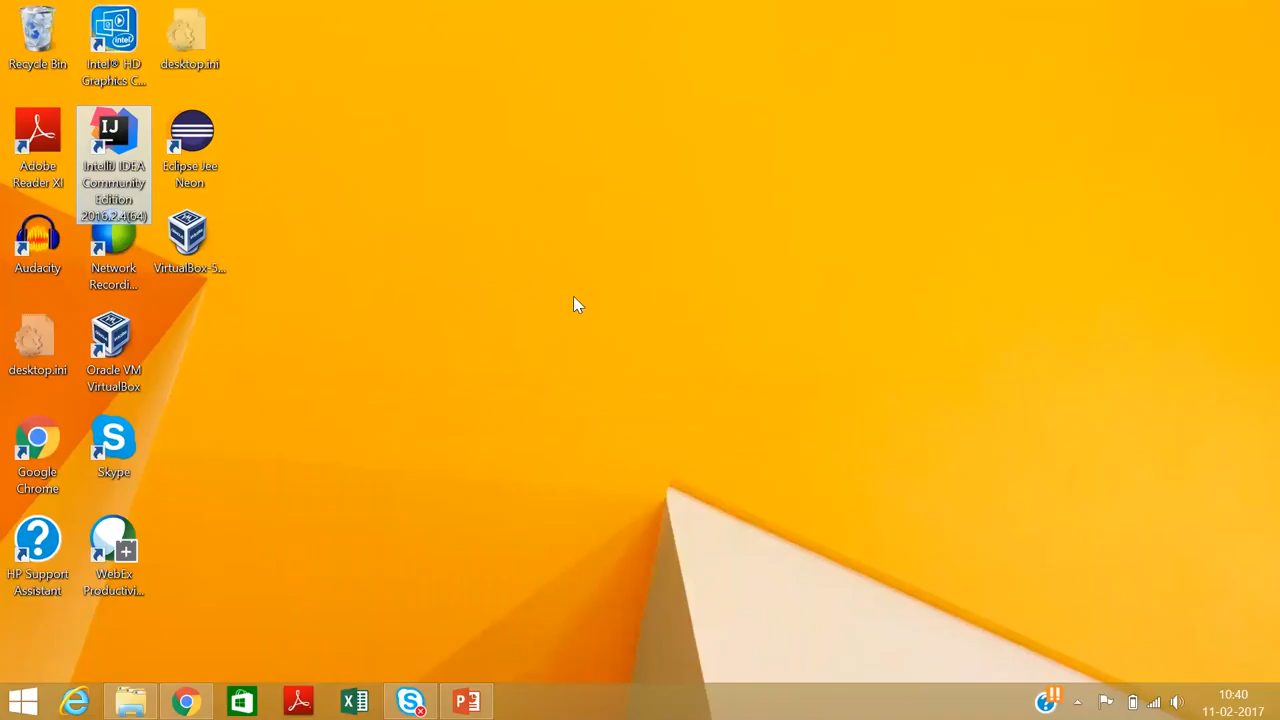 Recycle Bin
Intel® HD
Graphics C...
desktop.ini
intel
Adobe
Reader XI
IJ
IntelliJ IDEA
Community
Edition
2016.2.4(64)
Eclipse Jee
Neon
Audacity
Network
Recordi...
VirtualBox-5...
desktop.ini
Oracle VM
VirtualBox
Google
Chrome
Skype
HP Support
Assistant
WebEx
Productivi...
10:40
11-02-2017